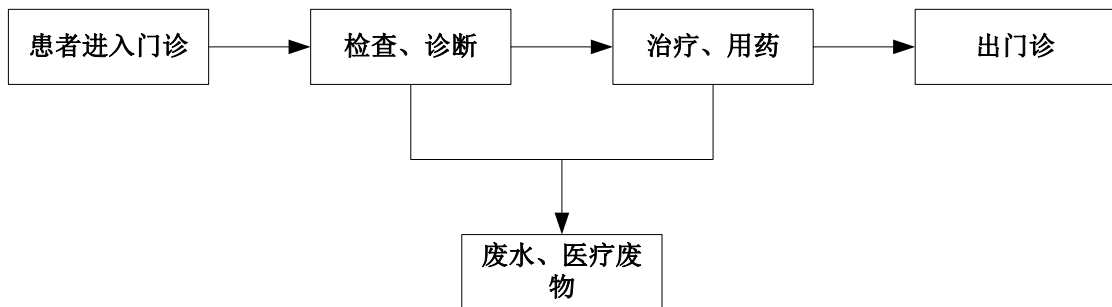 患者进入门诊
检查、诊断
治疗、用药
出门诊
废水、医疗废
物